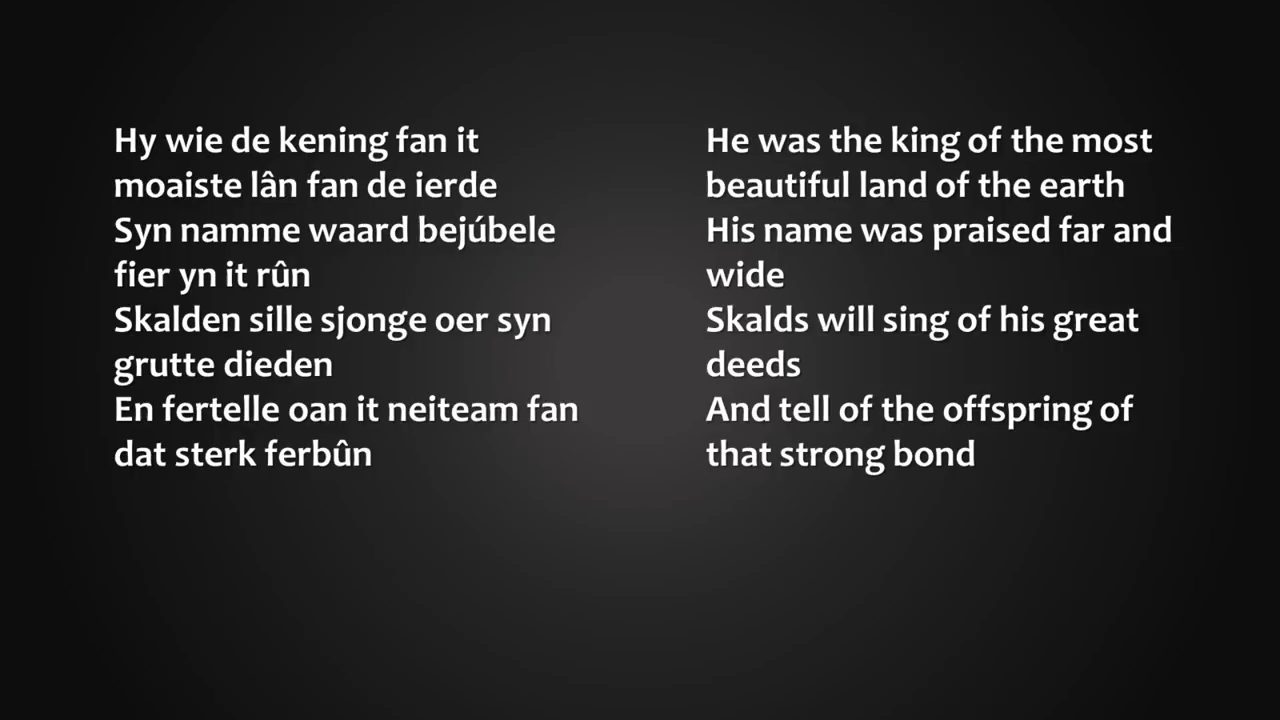 Hy wie de kening fan it
moaiste lân fan de ierde
Syn namme waard bejúbele
fier yn it rûn
Skalden sille sjonge oer syn
grutte dieden
En fertelle oan it neiteam fan
dat sterk ferbûn
He was the king of the most
beautiful land of the earth
His name was praised far and
wide
Skalds will sing of his great
deeds
And tell of the offspring of
that strong bond